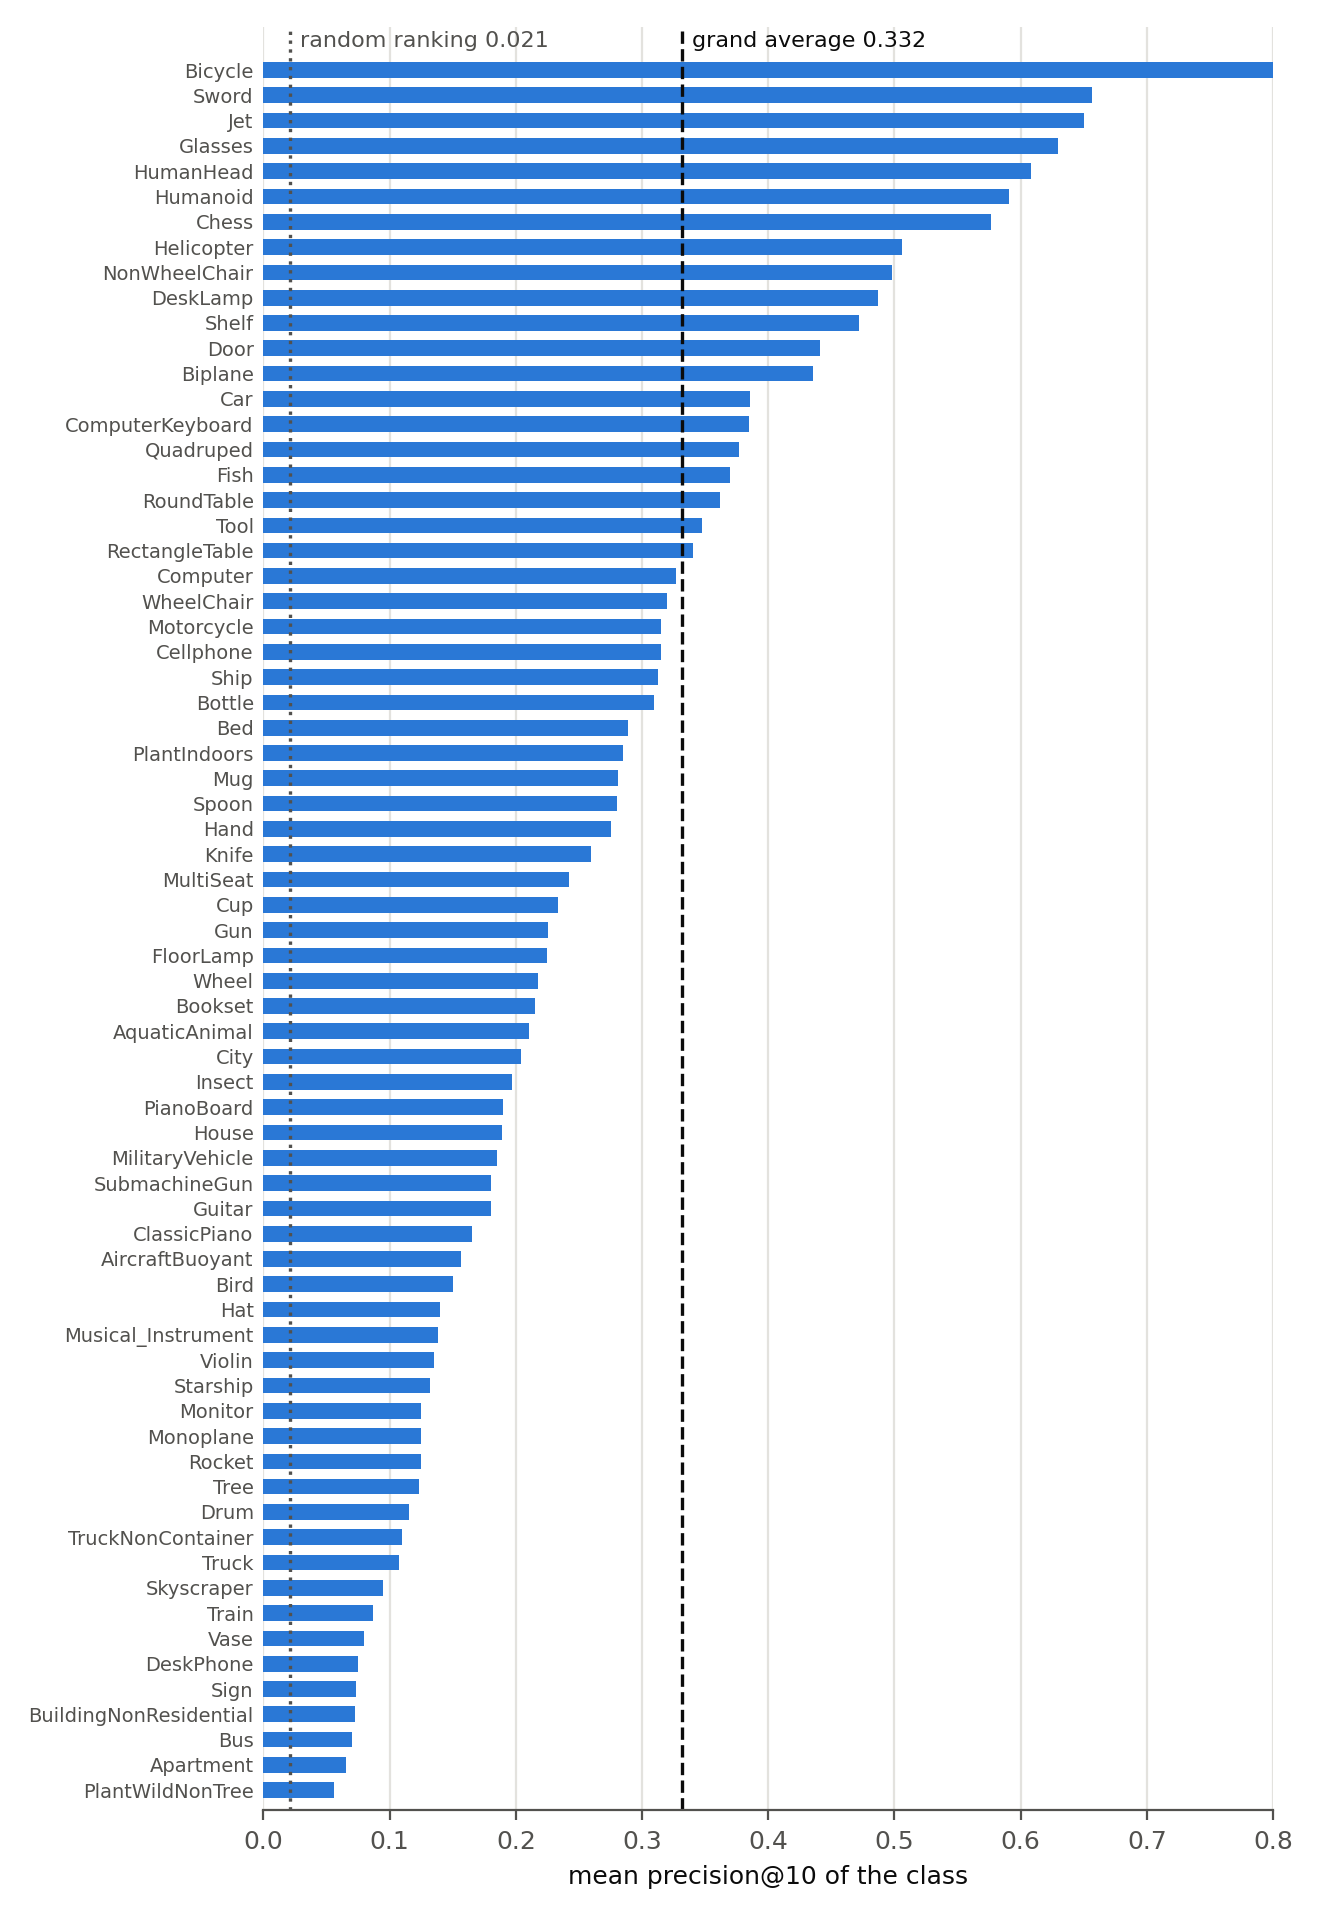 random ranking 0.021
grand average 0.332
Bicycle
Sword
Jet
Glasses
HumanHead
Humanoid
Chess
Helicopter
NonWheelChair
DeskLamp
Shelf
Door
Biplane
Car
ComputerKeyboard
Quadruped
Fish
RoundTable
Tool
RectangleTable
Computer
WheelChair
Motorcycle
Cellphone
Ship
Bottle
Bed
PlantIndoors
Mug
Spoon
Hand
Knife
MultiSeat
Cup
Gun
FloorLamp
Wheel
Bookset
AquaticAnimal
City
Insect
PianoBoard
House
MilitaryVehicle
SubmachineGun
Guitar
ClassicPiano
AircraftBuoyant
Bird
Hat
Musical_Instrument
Violin
Starship
Monitor
Monoplane
Rocket
Tree
Drum
TruckNonContainer
Truck
Skyscraper
Train
Vase
DeskPhone
Sign
BuildingNonResidential
Bus
Apartment
PlantWildNonTree
0.0 0.1 0.2 0.3 0.4 0.5 0.6 0.7 0.8
mean precision@10 of the class